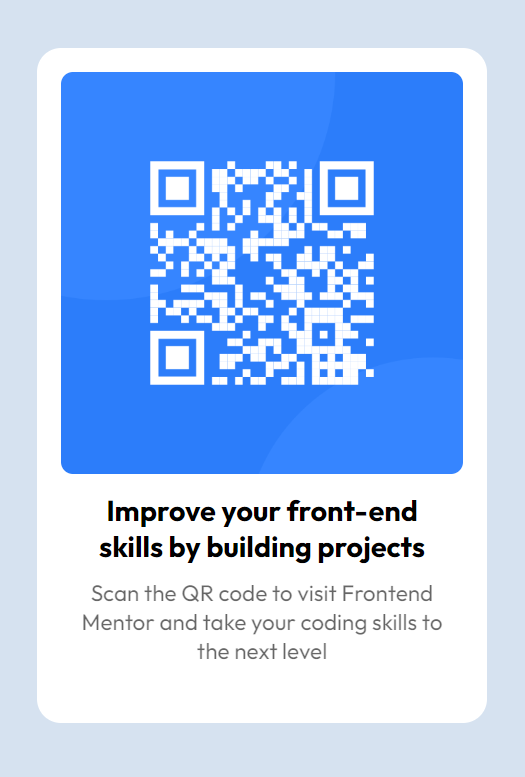 Improve your front-end
skills by building projects
Scan the QR code to visit Frontend
Mentor and take your coding skills to
the next level